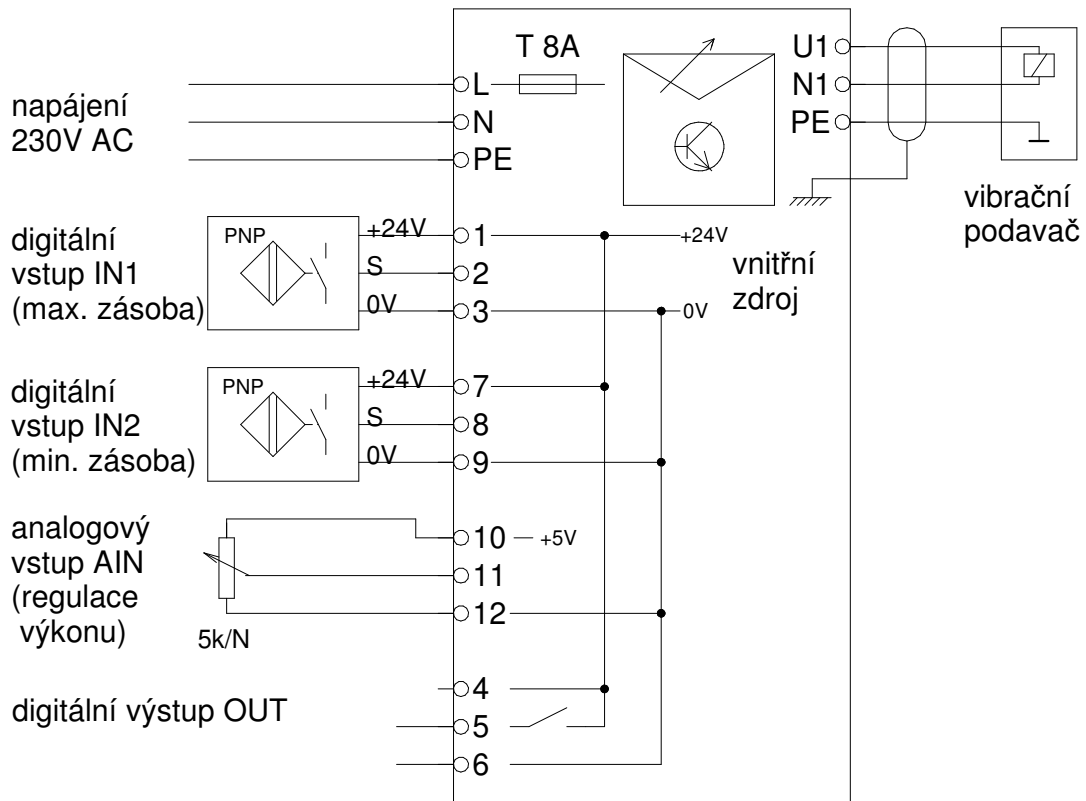 T 8A
U1
N1
PE
L
N
PE
napájení
230V AC
vibrační
podavač
digitální
vstup IN1
(max. zásoba)
PNP
+24V
S
0V
1
2
3
+24V
0V
vnitřní
zdroj
digitální
vstup IN2
(min. zásoba)
PNP
+24V
S
0V
7
8
9
analogový
vstup AIN
(regulace
výkonu)
5k/N
10
+5V
11
12
digitální výstup OUT
4
5
6